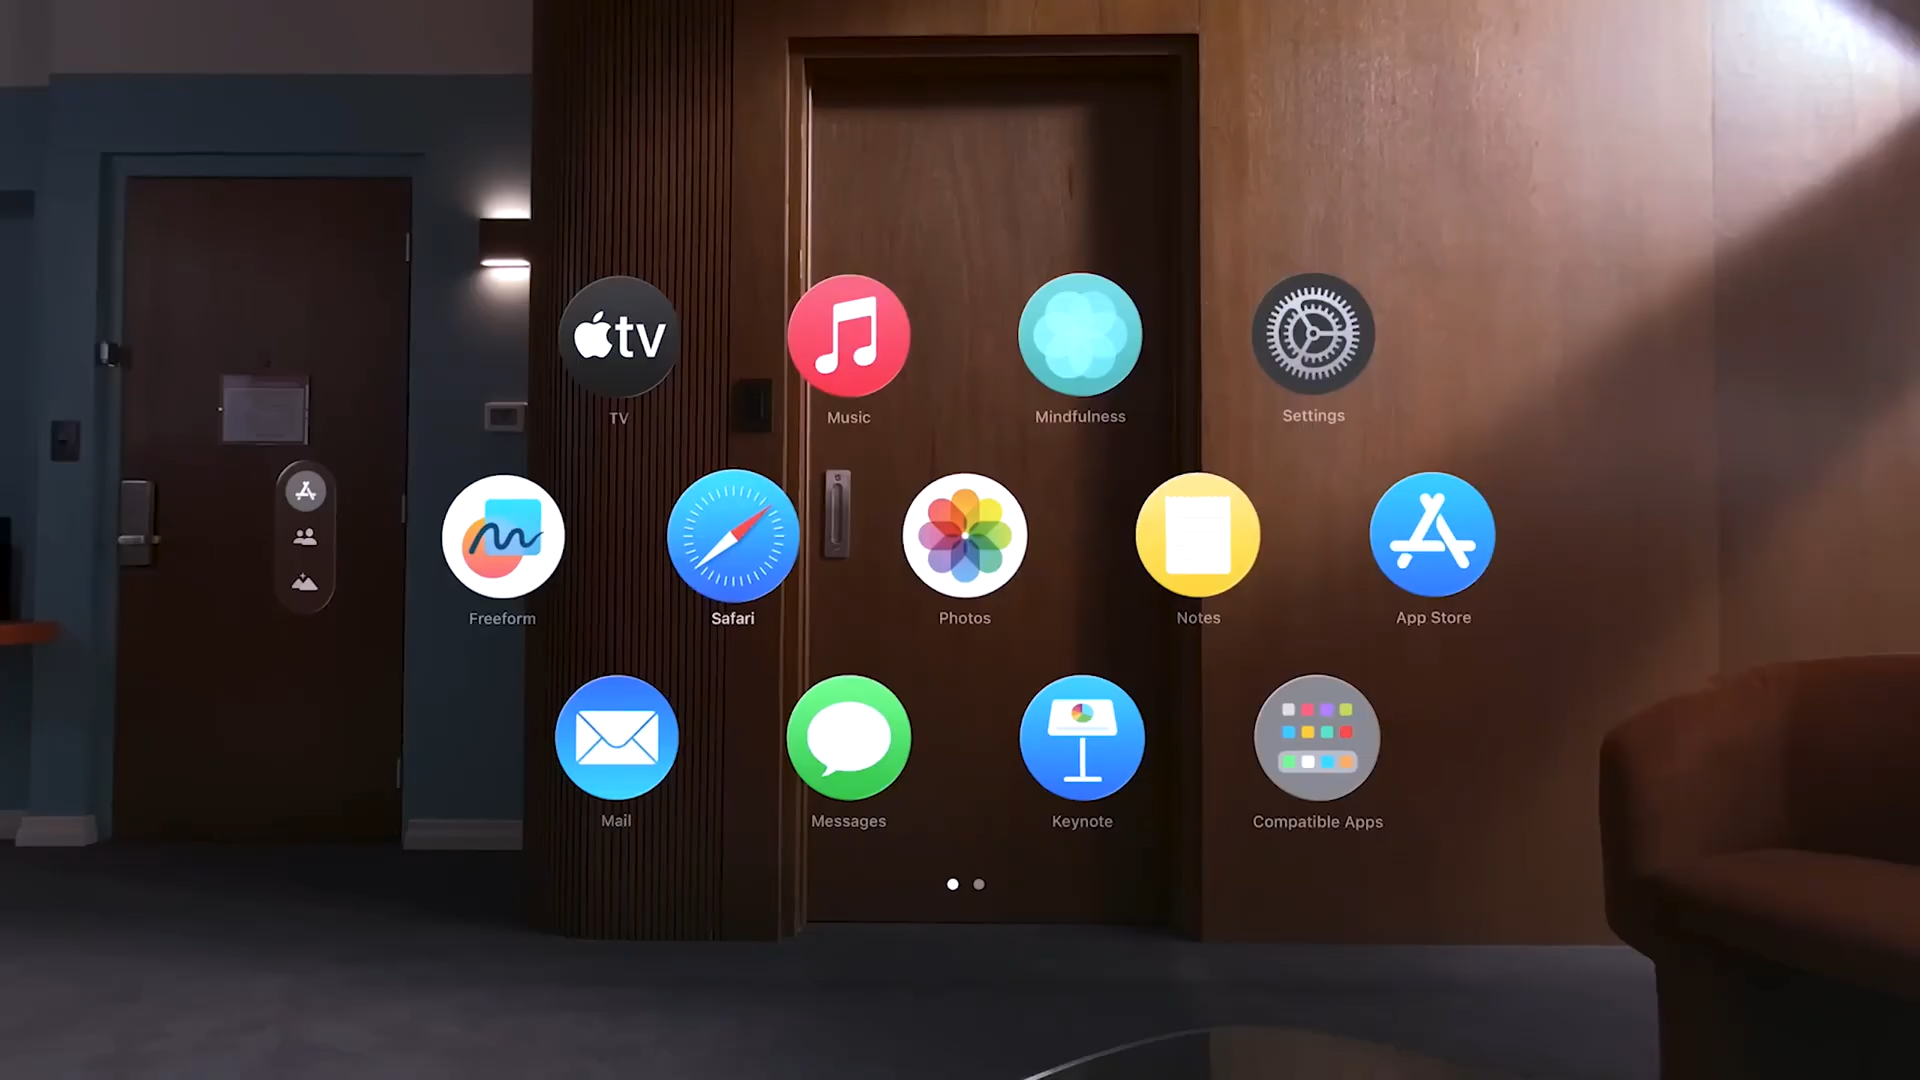 tv
TV
Music
Mindfulness
Settings
Freeform
Safari
Photos
Notes
App Store
Mail
Messages
Keynote
Compatible Apps